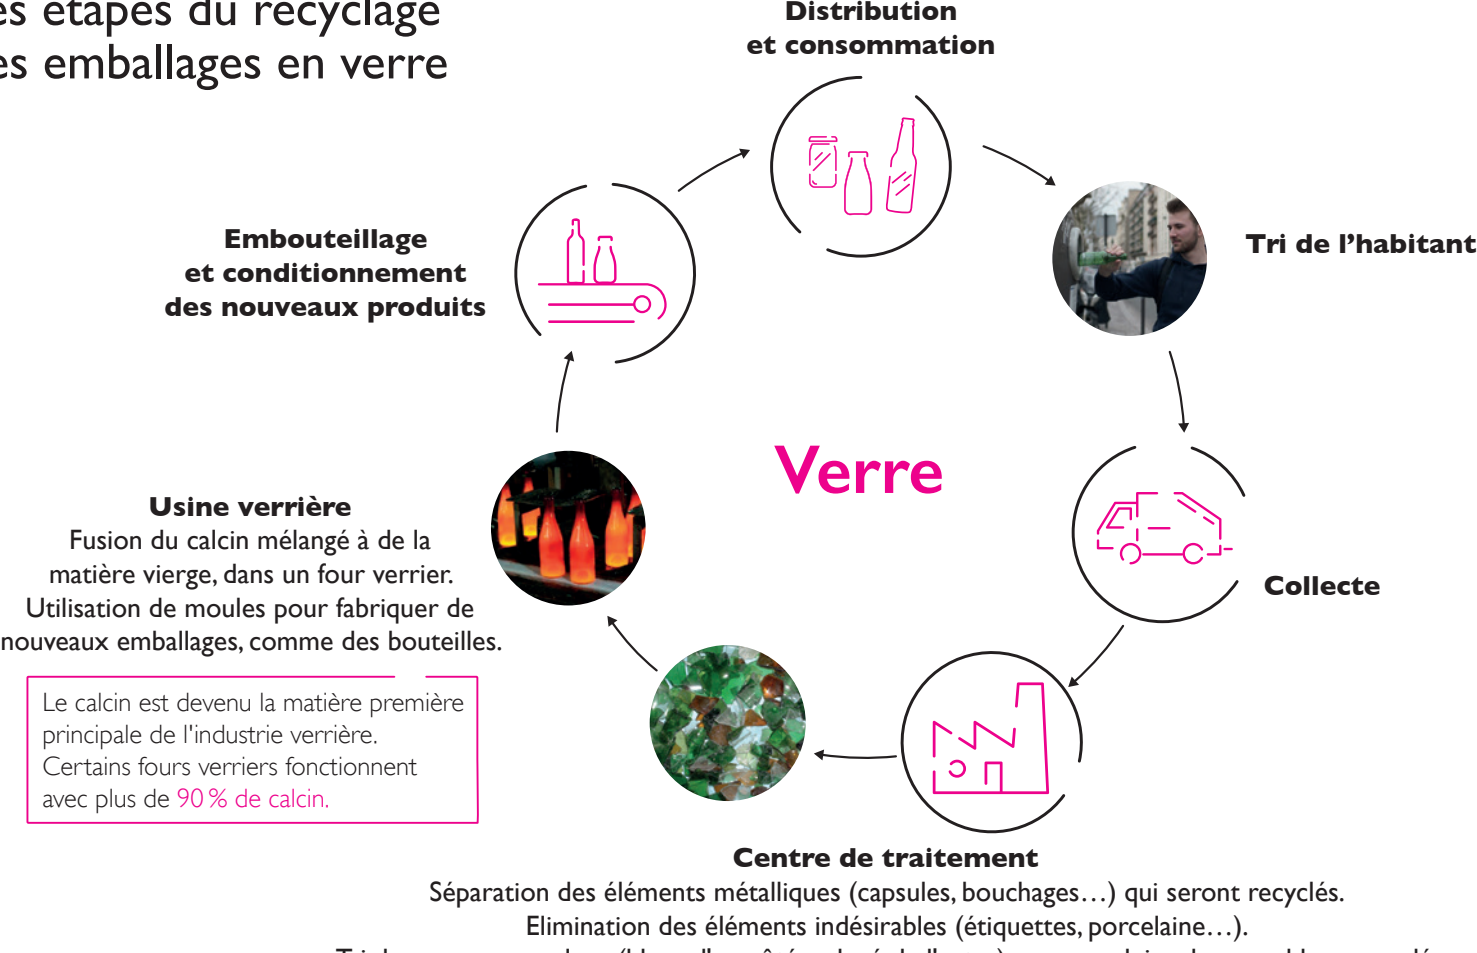 es étapes du recyclage
es emballages en verre
Distribution
et consommation
Tri de l'habitant
Embouteillage
et conditionnement
des nouveaux produits
Verre
Collecte
Usine verrière
Fusion du calcin mélangé à de la
matière vierge, dans un four verrier.
Utilisation de moules pour fabriquer de
nouveaux emballages, comme des bouteilles.
Le calcin est devenu la matière première
principale de l'industrie verrière.
Certains fours verriers fonctionnent
avec plus de 90 % de calcin.
Centre de traitement
Séparation des éléments métalliques (capsules, bouchages…) qui seront recyclés.
Elimination des éléments indésirables (étiquettes, porcelaine…).